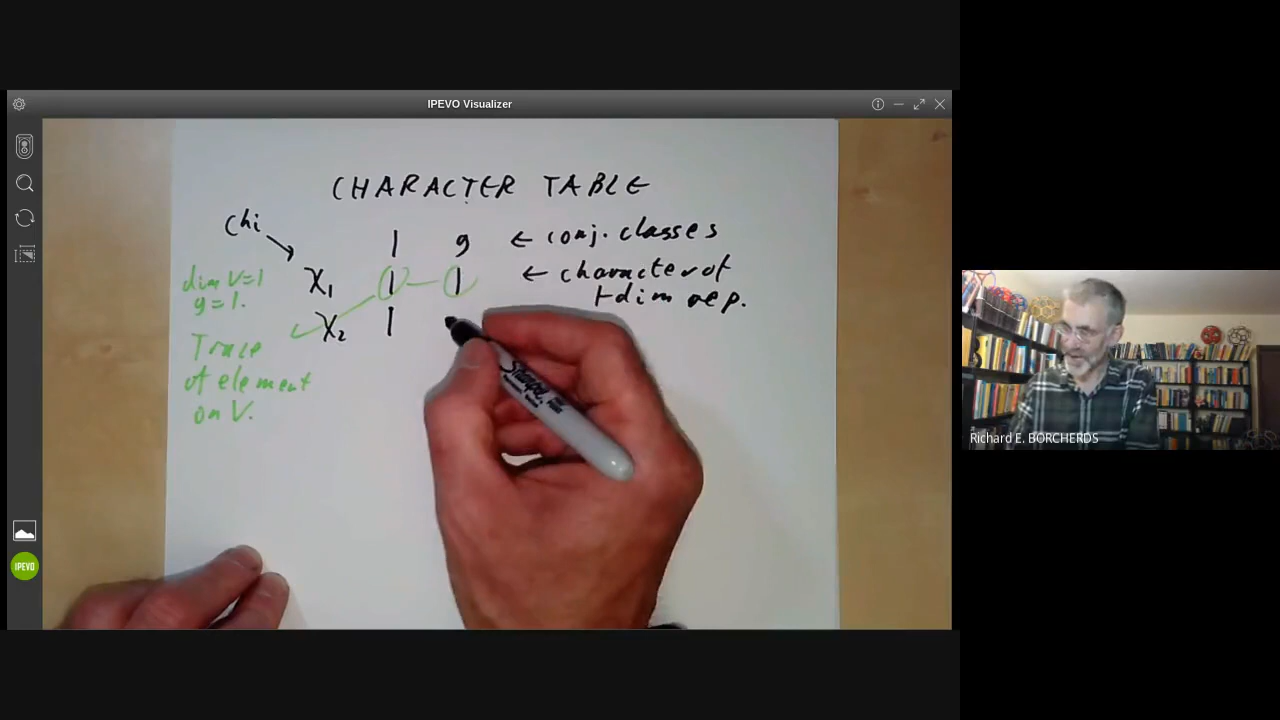 IPEVO Visualizer
CHARACTER TABLE
Chi
1 g ← conj. classes
χ₁ 1 1 ← character of
1-dim rep.
χ₂ 1
dim V=1
g=1.
Trace
of element
on V.
Sharpie
IPEVO
Richard E. BORCHERDS